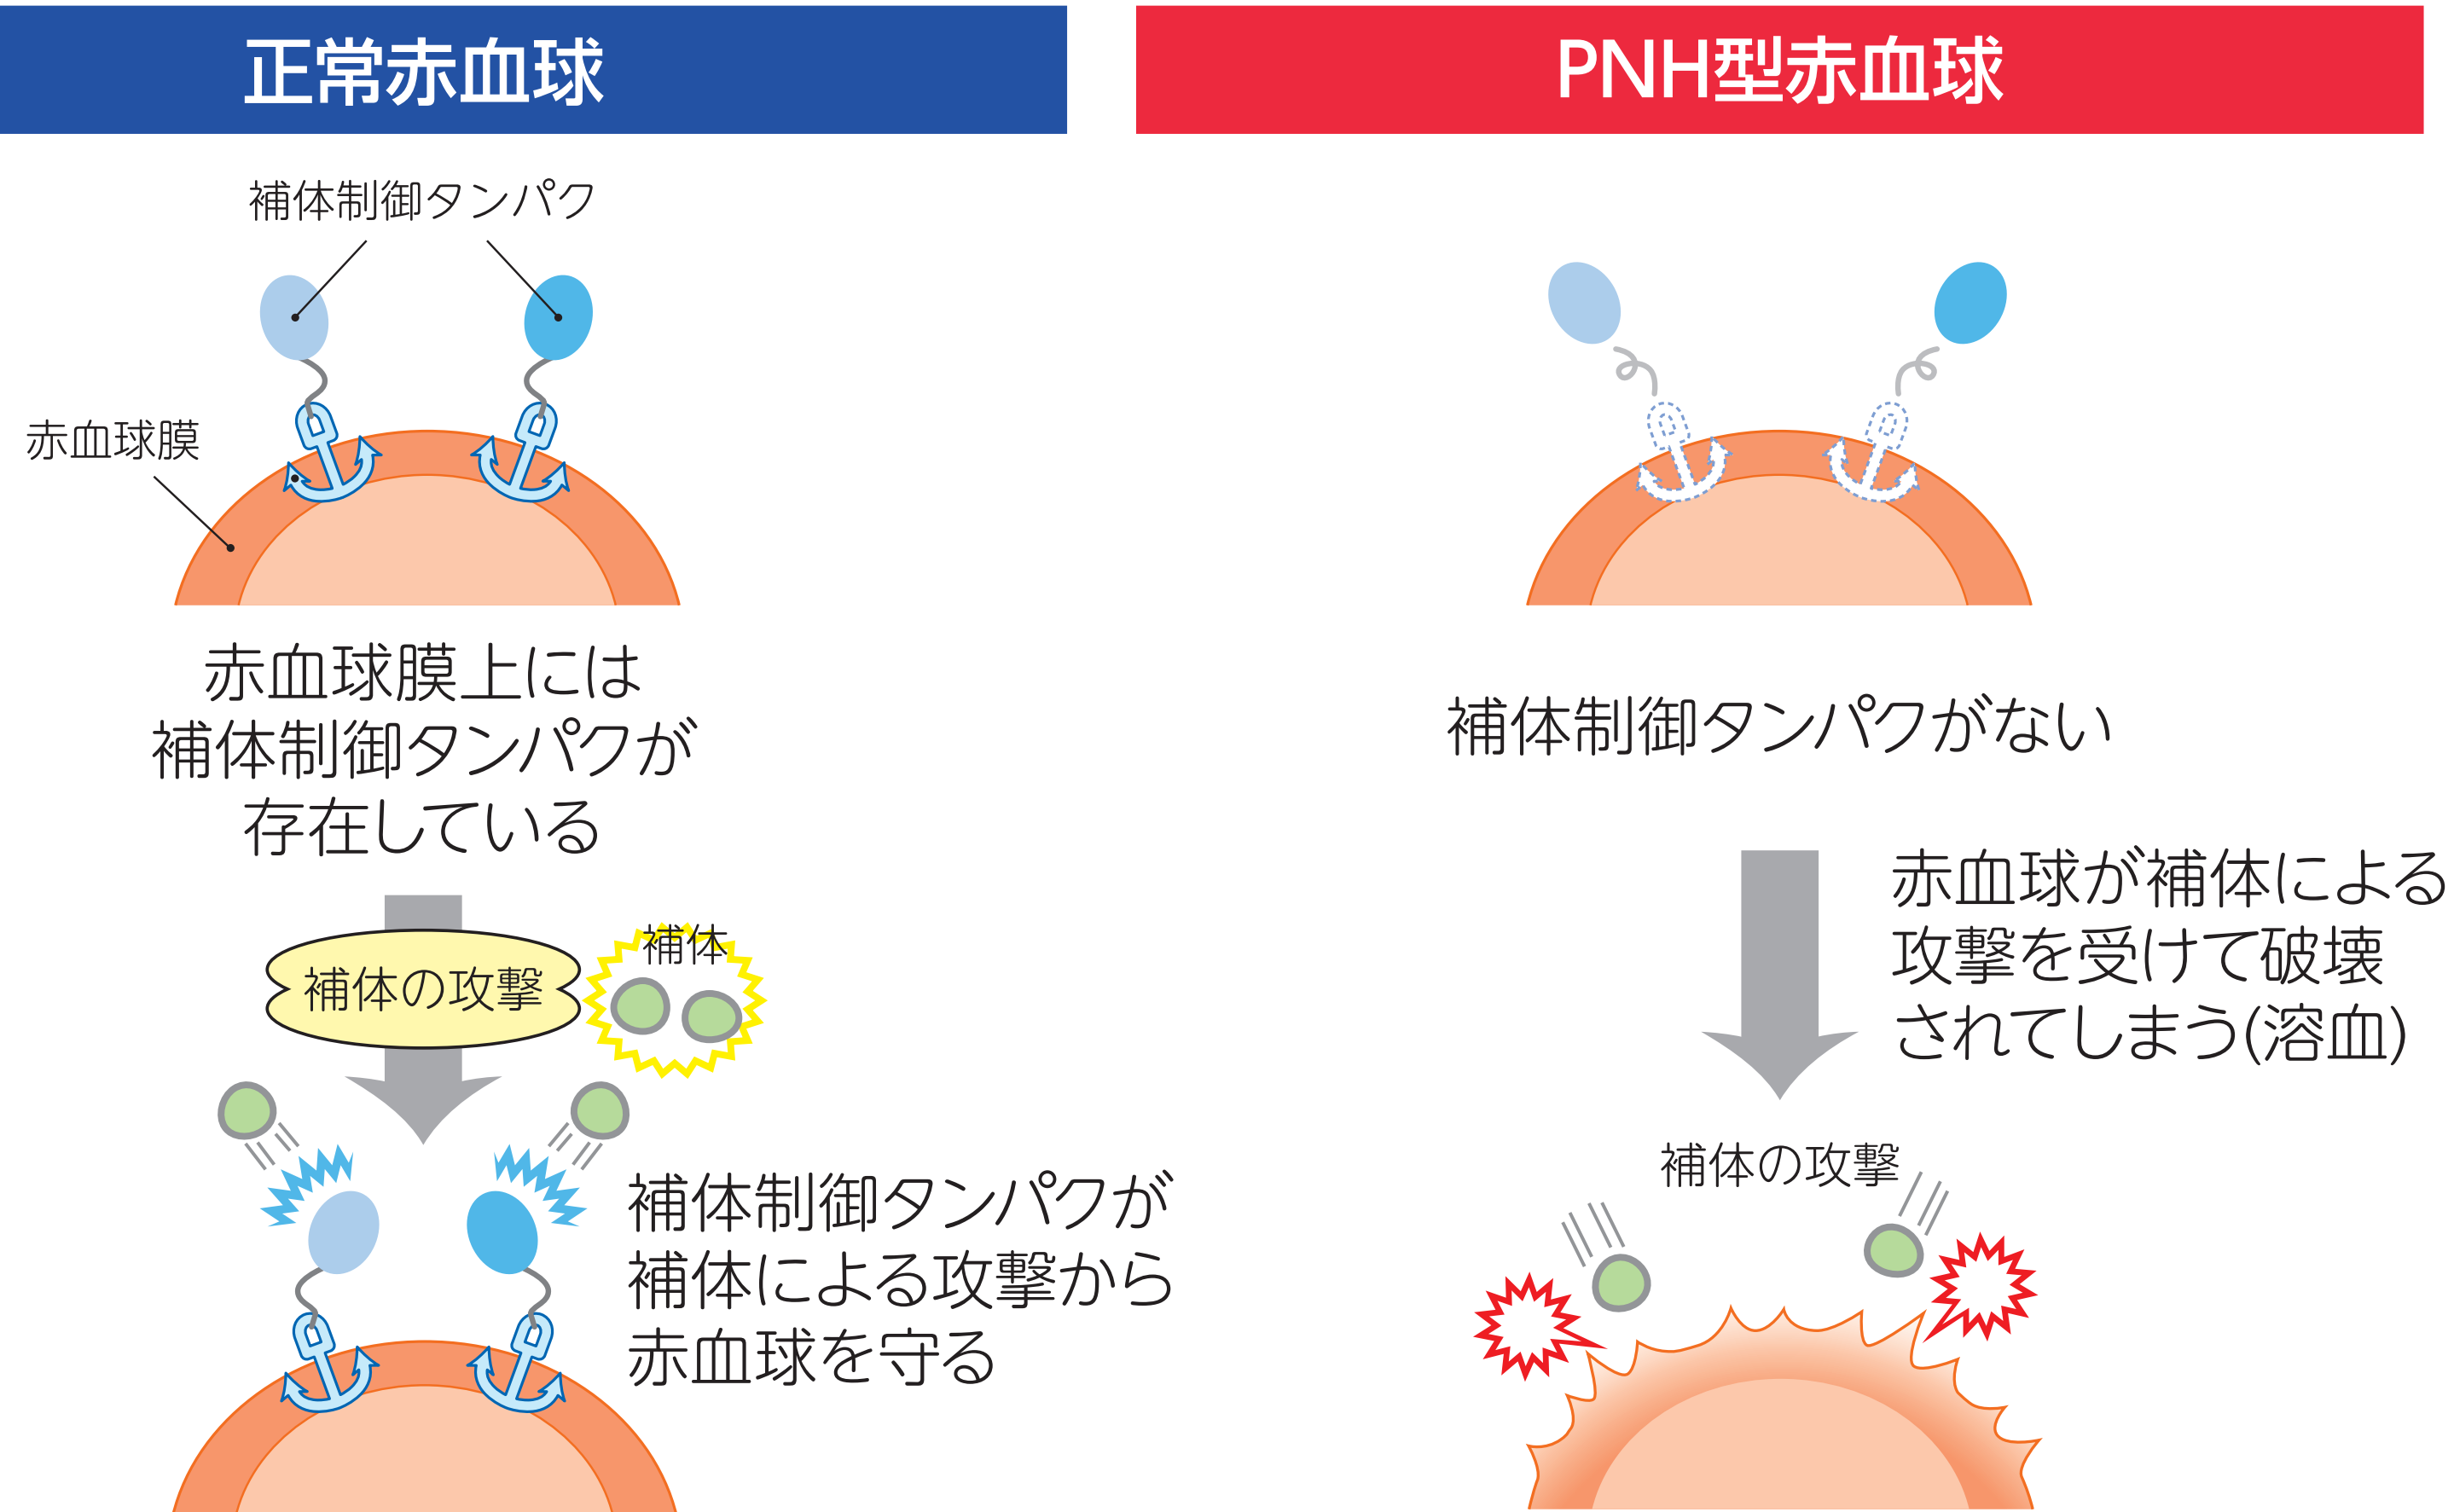 正常赤血球
補体制御タンパク
赤血球膜
赤血球膜上には
補体制御タンパクが
存在している
補体の攻撃
補体
補体制御タンパクが
補体による攻撃から
赤血球を守る
PNH型赤血球
補体制御タンパクがない
赤血球が補体による
攻撃を受けて破壊
されてしまう(溶血)
補体の攻撃